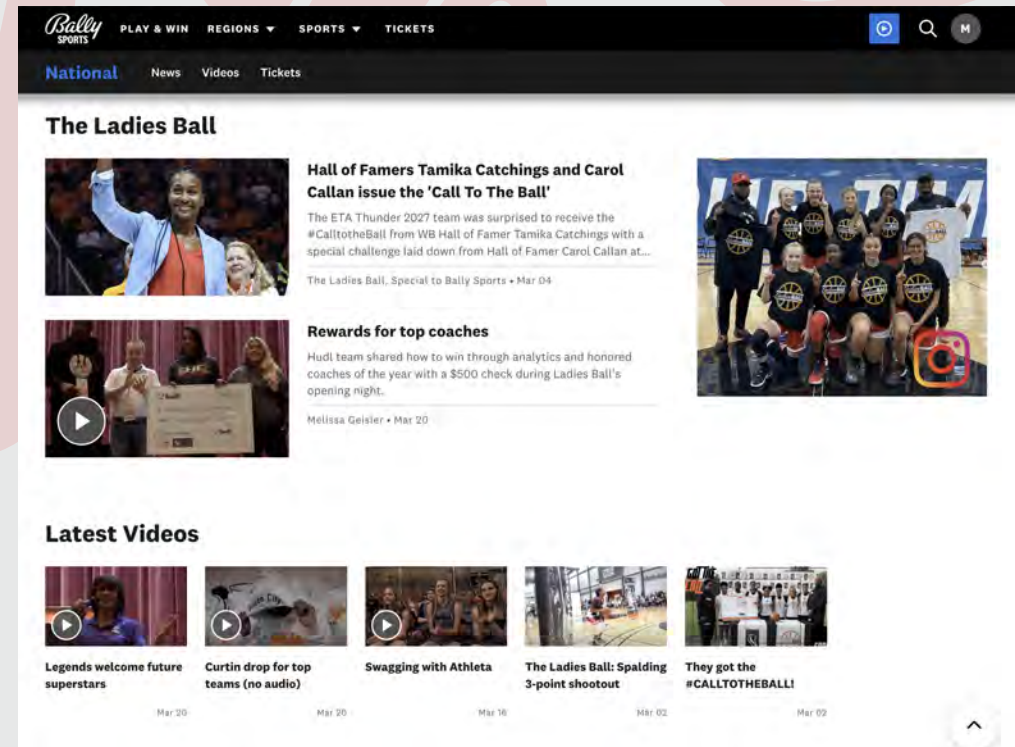 Bally
SPORTS
PLAY & WIN REGIONS SPORTS TICKETS
M
National News Videos Tickets
The Ladies Ball
Hall of Famers Tamika Catchings and Carol
Callan issue the 'Call To The Ball'
The ETA Thunder 2027 team was surprised to receive the
#CalltotheBall from WB Hall of Famer Tamika Catchings with a
special challenge laid down from Hall of Famer Carol Callan at...
The Ladies Ball, Special to Bally Sports • Mar 04
Rewards for top coaches
Hudl team shared how to win through analytics and honored
coaches of the year with a $500 check during Ladies Ball's
opening night.
Melissa Geisler • Mar 20
Latest Videos
Legends welcome future
superstars
Mar 20
Curtin drop for top
teams (no audio)
Mar 20
Swagging with Athleta
Mar 16
The Ladies Ball: Spalding
3-point shootout
Mar 02
They got the
#CALLTOTHEBALL!
Mar 02